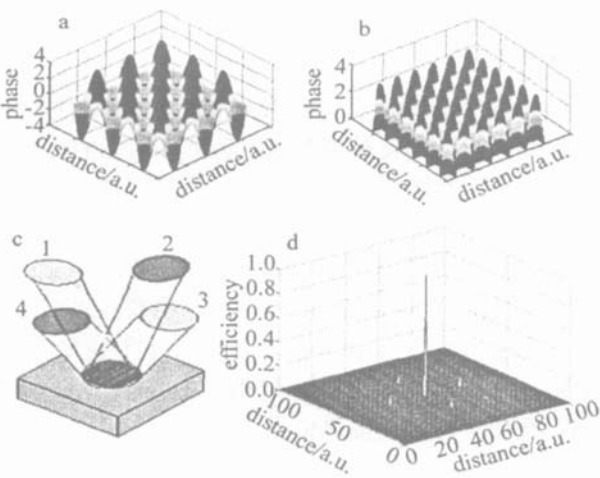 a
4
2
0
-2
-4
phase
distance/a.u.
distance/a.u.
b
4
2
0
phase
distance/a.u.
distance/a.u.
c
1
2
3
4
d
1.0
0.8
0.6
0.4
0.2
0.0
efficiency
100
50
0
distance/a.u.
0
20
40
60
80
100
distance/a.u.